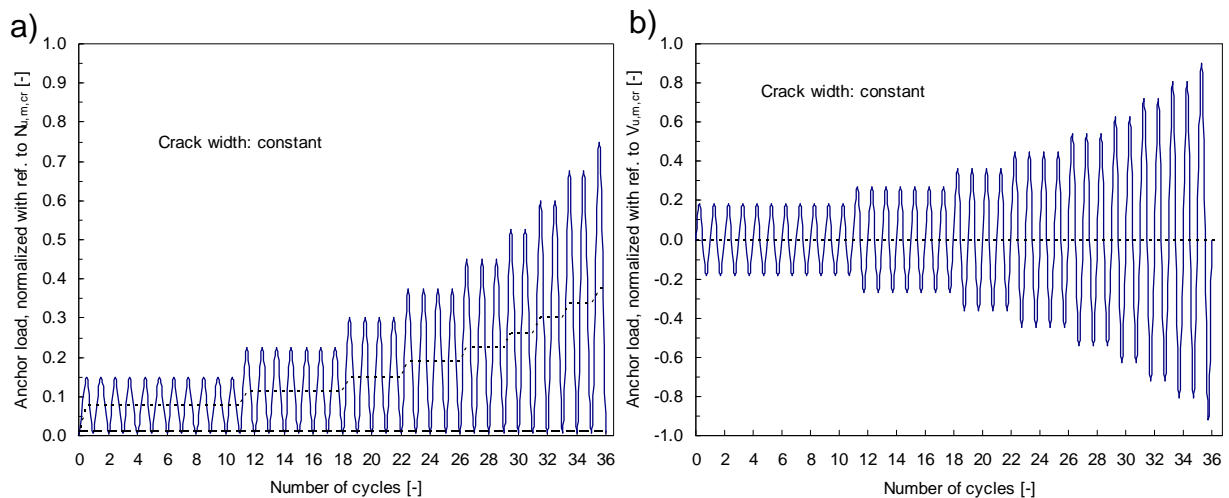 a)
Anchor load, normalized with ref. to Nu,m,cr [-]
1.0
0.9
0.8
0.7
0.6
0.5
0.4
0.3
0.2
0.1
0.0
Crack width: constant
0 2 4 6 8 10 12 14 16 18 20 22 24 26 28 30 32 34 36
Number of cycles [-]
b)
Anchor load, normalized with ref. to Vu,m,cr [-]
1.0
0.8
0.6
0.4
0.2
0.0
-0.2
-0.4
-0.6
-0.8
-1.0
Crack width: constant
0 2 4 6 8 10 12 14 16 18 20 22 24 26 28 30 32 34 36
Number of cycles [-]